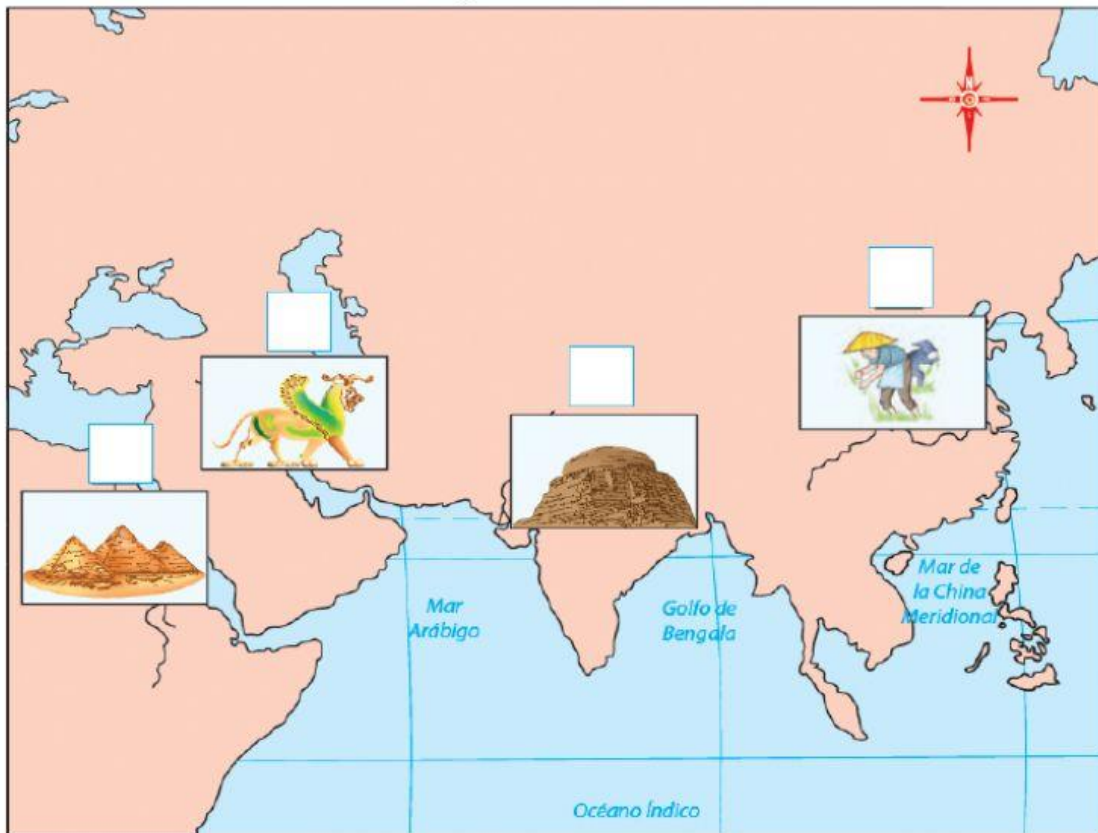 Mar
Arábigo
Golfo de
Bengala
Mar de
la China
Meridional
Océano Índico